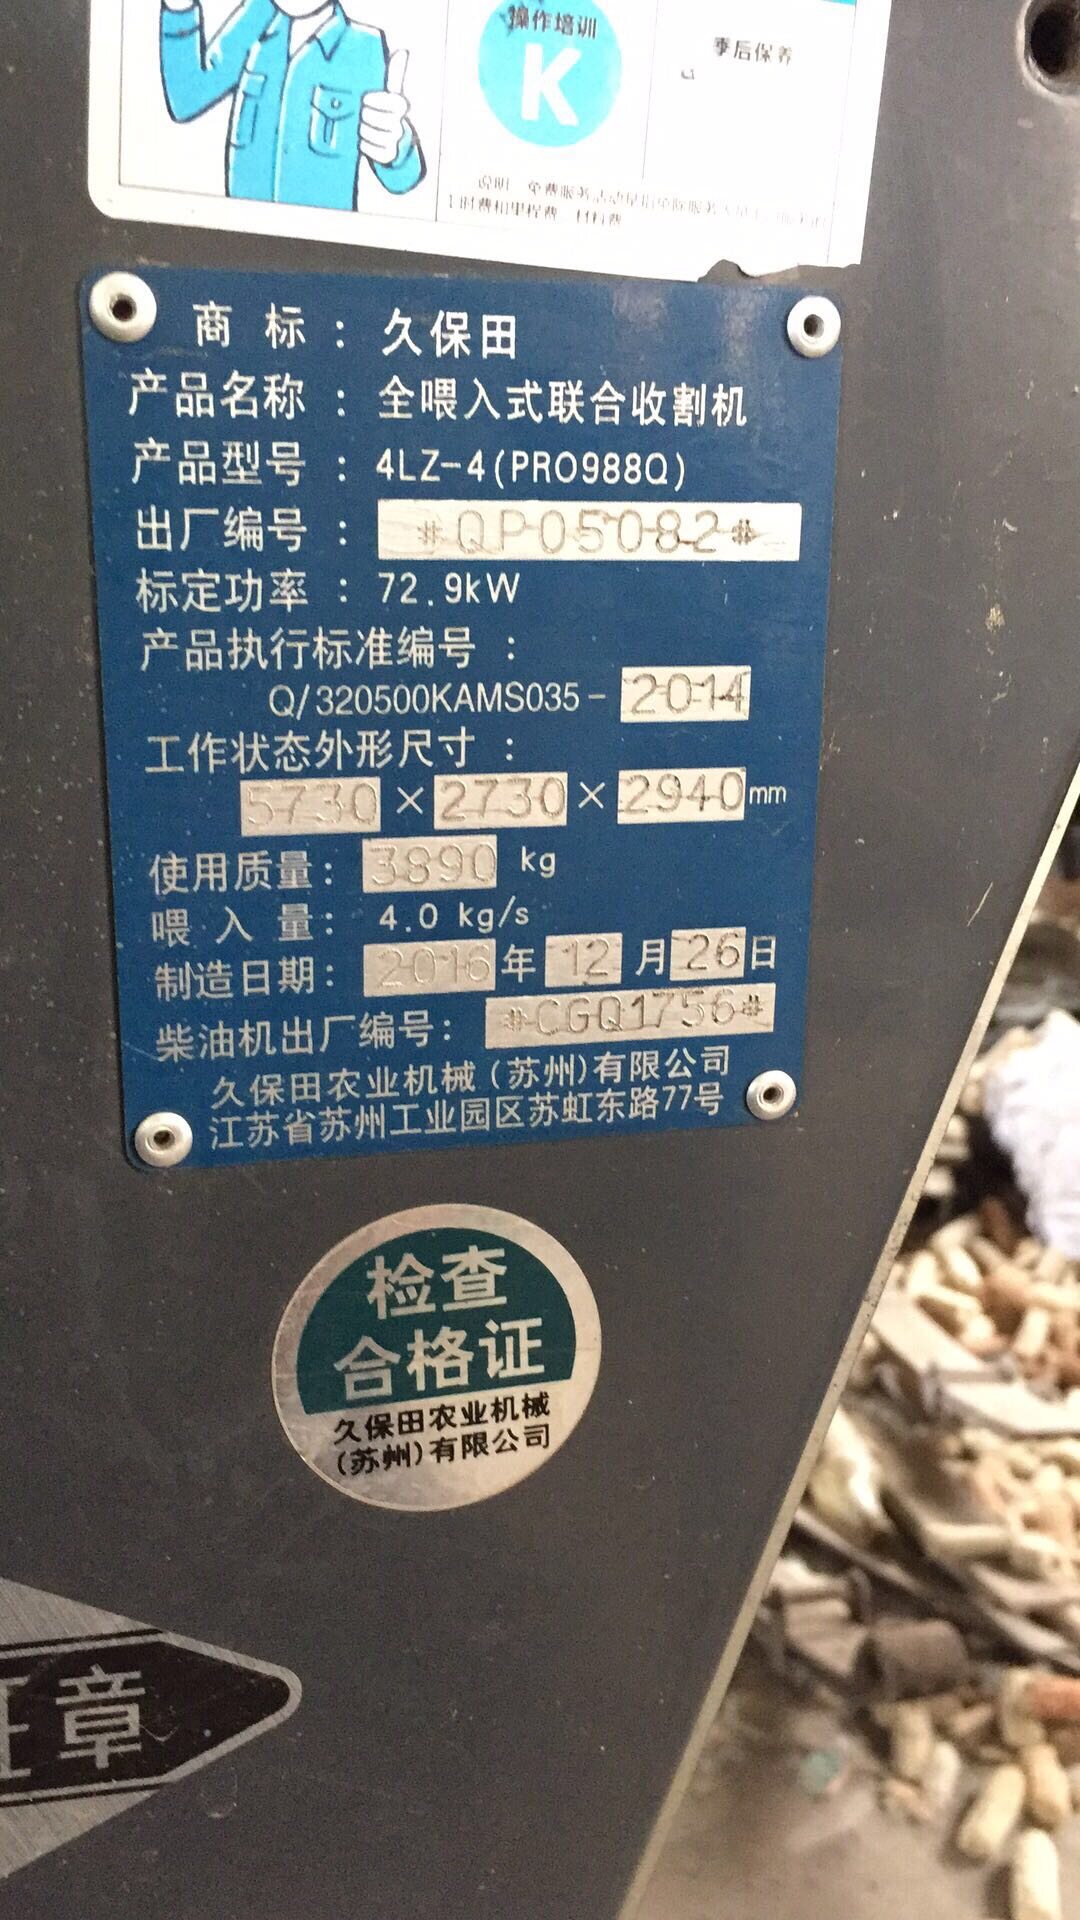 操作培训
K
季后保养
商 标：久保田
产品名称：全喂入式联合收割机
产品型号：4LZ-4(PRO988Q)
出厂编号：#QP05082#
标定功率：72.9kW
产品执行标准编号：
Q/320500KAMS035-2014
工作状态外形尺寸：
5730×2730×2940mm
使用质量：3890 kg
喂 入 量：4.0 kg/s
制造日期：2016年12月26日
柴油机出厂编号：#CGQ1756#
久保田农业机械(苏州)有限公司
江苏省苏州工业园区苏虹东路77号
检查
合格证
久保田农业机械
(苏州)有限公司
章